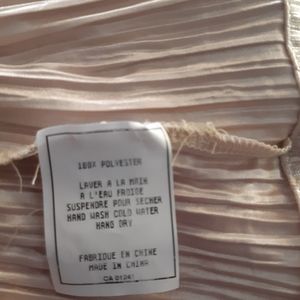 100% POLYESTER
LAVER A LA MAIN
A L'EAU FROIDE
SUSPENDRE POUR SECHER
HAND WASH COLD WATER
HANG DRY
FABRIQUE EN CHINE
MADE IN CHINA
CA 01241